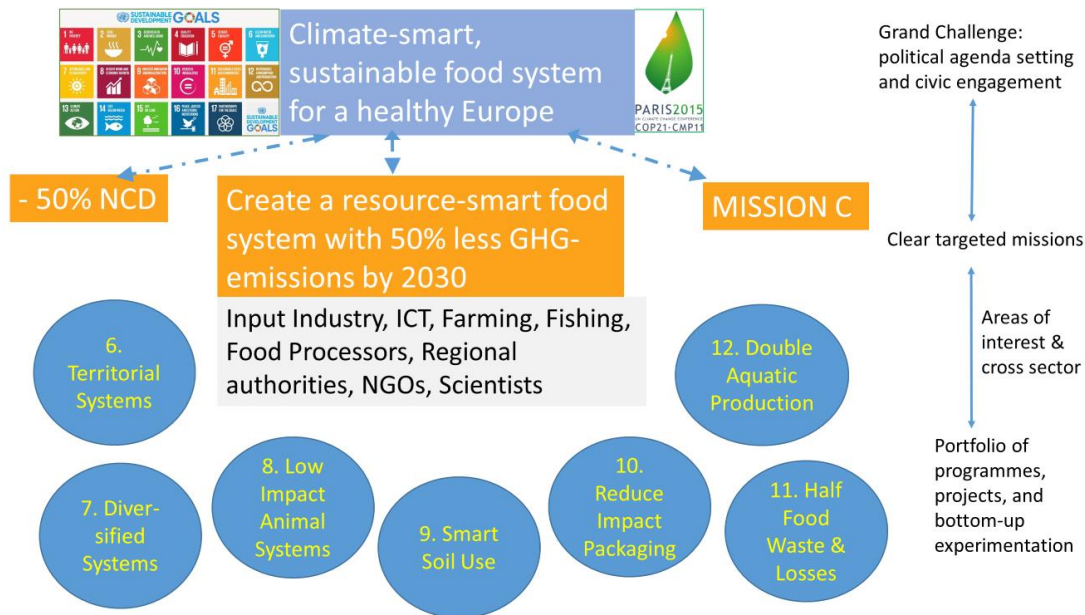 SUSTAINABLE DEVELOPMENT GOALS
Climate-smart,
sustainable food system
for a healthy Europe
PARIS2015
UN CLIMATE CHANGE CONFERENCE
COP21·CMP11
Grand Challenge:
political agenda setting
and civic engagement
- 50% NCD
Create a resource-smart food
system with 50% less GHG-
emissions by 2030
MISSION C
Clear targeted missions
Input Industry, ICT, Farming, Fishing,
Food Processors, Regional
authorities, NGOs, Scientists
Areas of
interest &
cross sector
6.
Territorial
Systems
12. Double
Aquatic
Production
7. Diver-
sified
Systems
8. Low
Impact
Animal
Systems
9. Smart
Soil Use
10.
Reduce
Impact
Packaging
11. Half
Food
Waste &
Losses
Portfolio of
programmes,
projects, and
bottom-up
experimentation